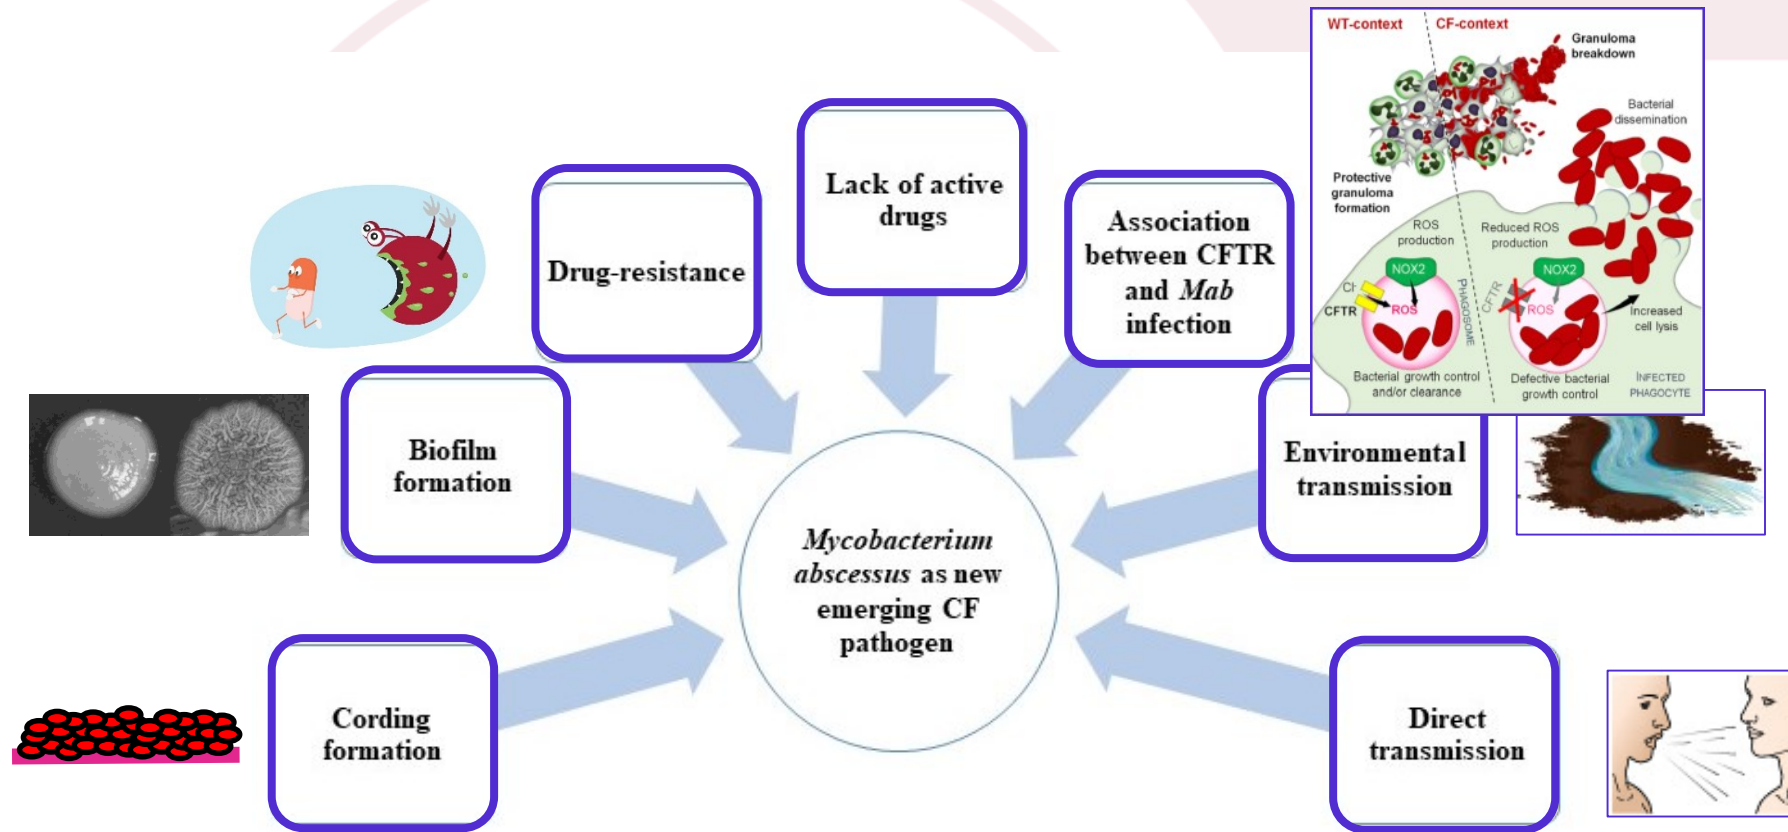 WT-context
CF-context
Granuloma
breakdown
Bacterial
dissemination
Protective
granuloma
formation
ROS
production
Reduced ROS
production
NOX2
NOX2
Cl-
CFTR
ROS
PHAGOSOME
CFTR
ROS
Increased
cell lysis
Bacterial growth control
and/or clearance
Defective bacterial
growth control
INFECTED
PHAGOCYTE
Lack of active
drugs
Drug-resistance
Association
between CFTR
and Mab
infection
Biofilm
formation
Environmental
transmission
Mycobacterium
abscessus as new
emerging CF
pathogen
Cording
formation
Direct
transmission